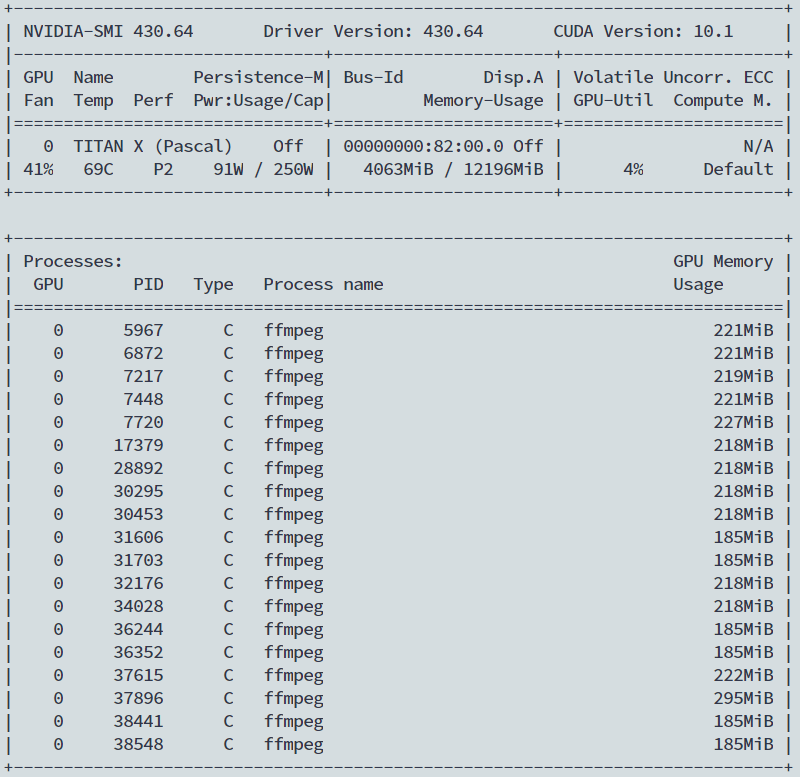 +-----------------------------------------------------------------------------+
| NVIDIA-SMI 430.64       Driver Version: 430.64       CUDA Version: 10.1     |
|-------------------------------+----------------------+----------------------+
| GPU  Name        Persistence-M| Bus-Id        Disp.A | Volatile Uncorr. ECC |
| Fan  Temp  Perf  Pwr:Usage/Cap|         Memory-Usage | GPU-Util  Compute M. |
|===============================+======================+======================|
|   0  TITAN X (Pascal)    Off  | 00000000:82:00.0 Off |                  N/A |
| 41%   69C    P2    91W / 250W |   4063MiB / 12196MiB |      4%      Default |
+-------------------------------+----------------------+----------------------+

+-----------------------------------------------------------------------------+
| Processes:                                                       GPU Memory |
|  GPU       PID   Type   Process name                             Usage      |
|=============================================================================|
|    0      5967      C   ffmpeg                                       221MiB |
|    0      6872      C   ffmpeg                                       221MiB |
|    0      7217      C   ffmpeg                                       219MiB |
|    0      7448      C   ffmpeg                                       221MiB |
|    0      7720      C   ffmpeg                                       227MiB |
|    0     17379      C   ffmpeg                                       218MiB |
|    0     28892      C   ffmpeg                                       218MiB |
|    0     30295      C   ffmpeg                                       218MiB |
|    0     30453      C   ffmpeg                                       218MiB |
|    0     31606      C   ffmpeg                                       185MiB |
|    0     31703      C   ffmpeg                                       185MiB |
|    0     32176      C   ffmpeg                                       218MiB |
|    0     34028      C   ffmpeg                                       218MiB |
|    0     36244      C   ffmpeg                                       185MiB |
|    0     36352      C   ffmpeg                                       185MiB |
|    0     37615      C   ffmpeg                                       222MiB |
|    0     37896      C   ffmpeg                                       295MiB |
|    0     38441      C   ffmpeg                                       185MiB |
|    0     38548      C   ffmpeg                                       185MiB |
+-----------------------------------------------------------------------------+